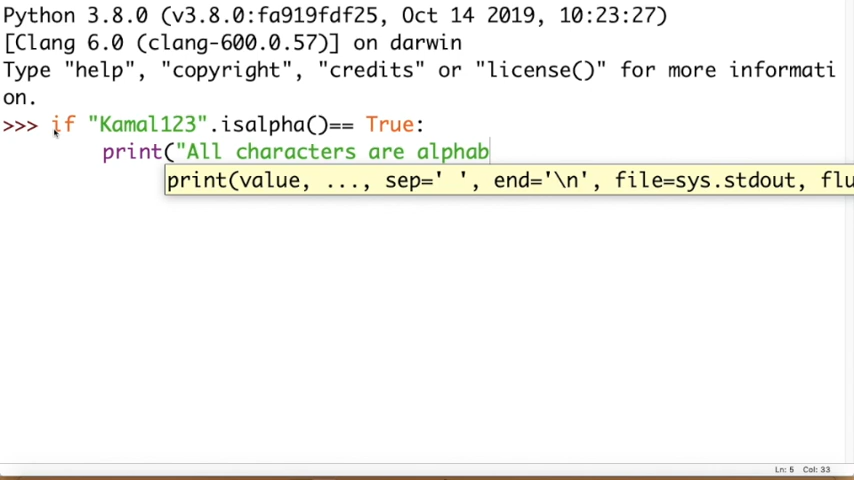 Python 3.8.0 (v3.8.0:fa919fdf25, Oct 14 2019, 10:23:27)
[Clang 6.0 (clang-600.0.57)] on darwin
Type "help", "copyright", "credits" or "license()" for more informati
on.
>>> if "Kamal123".isalpha()== True:
print("All characters are alphab
print(value, ..., sep=' ', end='\n', file=sys.stdout, flu
Ln: 5 Col: 33